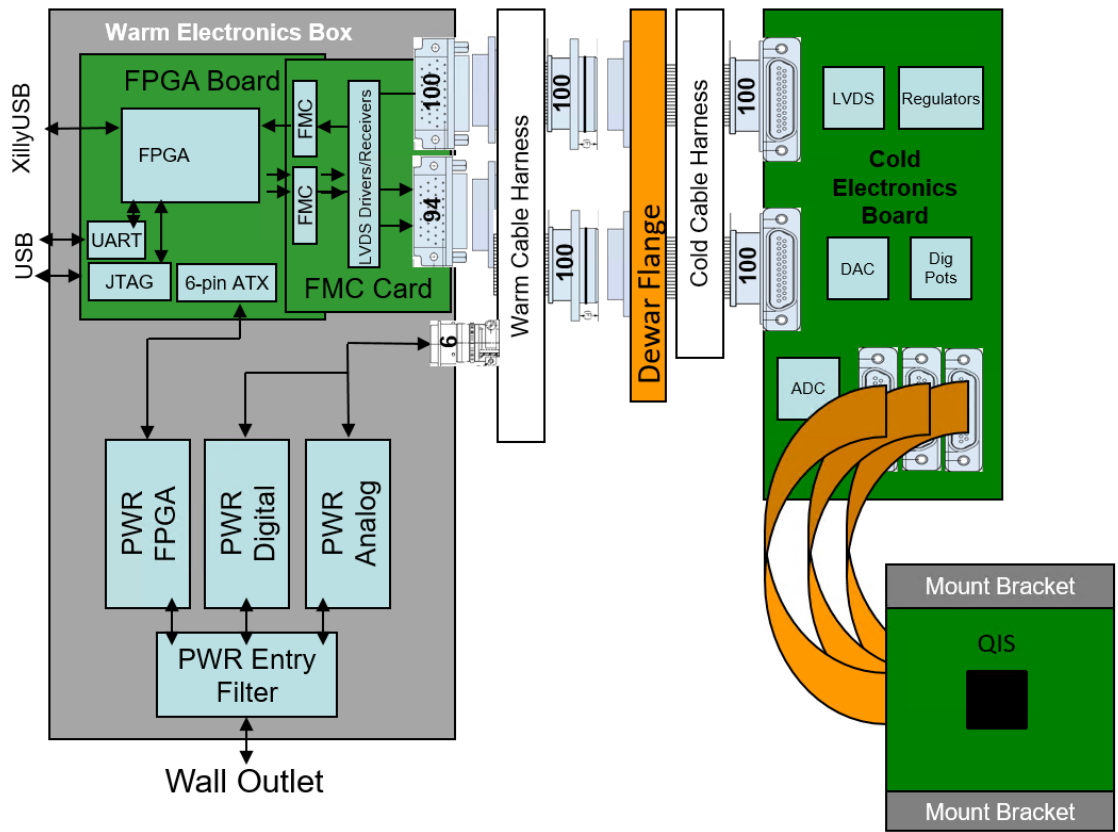 Warm Electronics Box
FPGA Board
XillyUSB
USB
FPGA
UART
JTAG
6-pin ATX
FMC
FMC
LVDS Drivers/Receivers
FMC Card
100
94
6
Warm Cable Harness
100
100
Dewar Flange
Cold Cable Harness
100
100
LVDS
Regulators
Cold
Electronics
Board
DAC
Dig
Pots
ADC
PWR
FPGA
PWR
Digital
PWR
Analog
PWR Entry
Filter
Wall Outlet
Mount Bracket
QIS
Mount Bracket